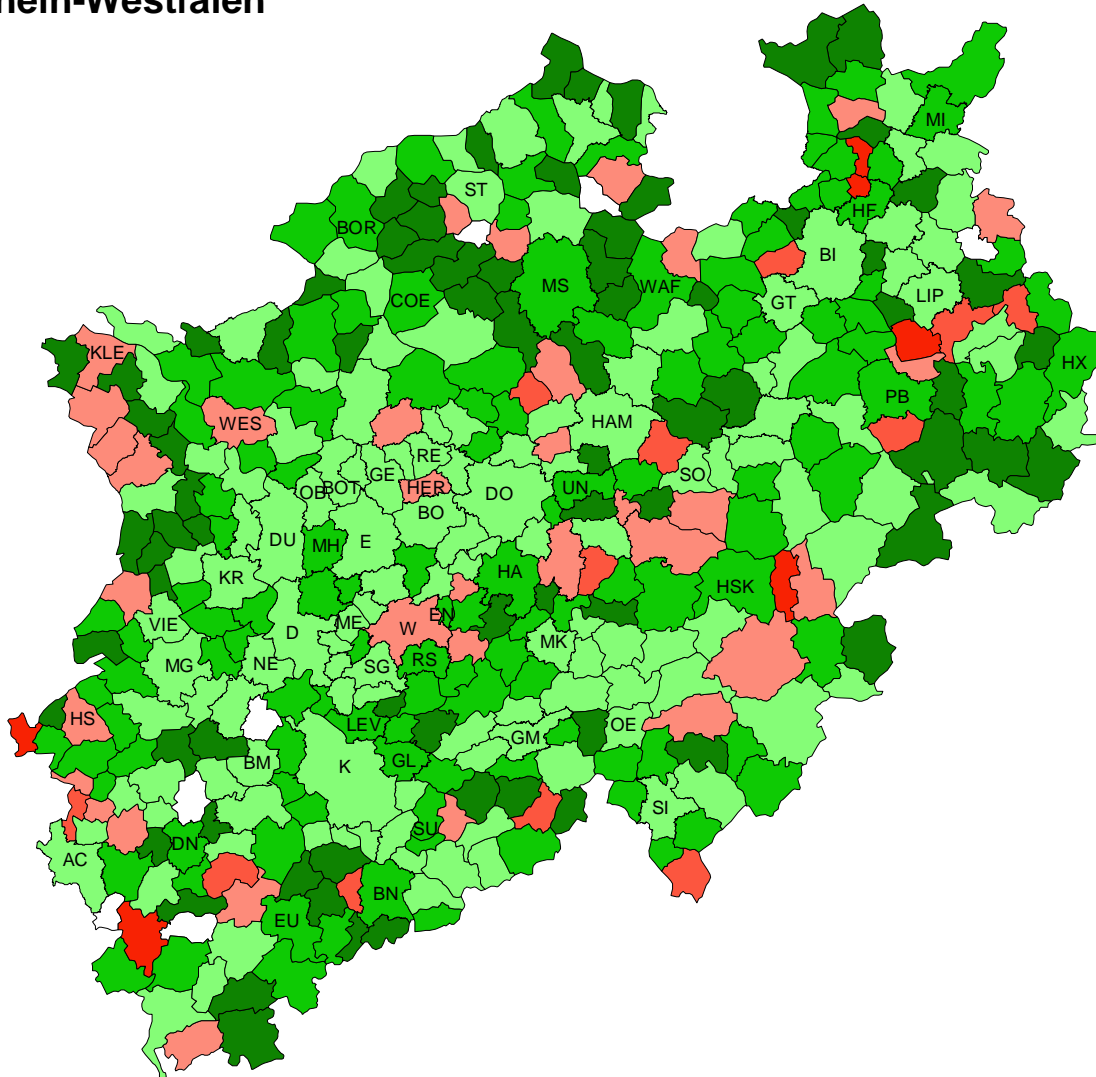 nein-Westfalen
MI
ST
HF
BOR
BI
MS
WAF
COE
LIP
GT
KLE
HX
PB
WES
HAM
RE
GE
SO
BOT
HER
UN
OB
DO
BO
DU
MH
E
HA
KR
HSK
EN
VIE
ME
W
D
MK
NE
RS
MG
SG
HS
LEV
OE
GM
BM
K
GL
SI
SU
DN
AC
BN
EU